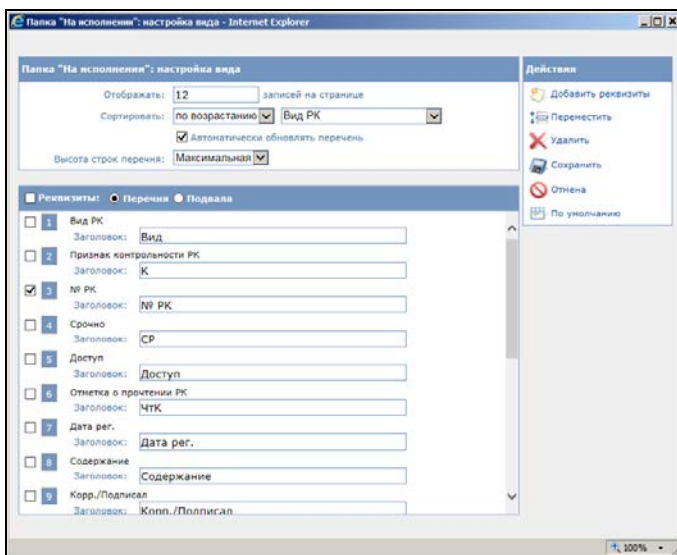 Папка "На исполнении": настройка вида - Internet Explorer
Папка "На исполнении": настройка вида
Отображать: 12 записей на странице
Сортировать: по возрастанию Вид РК
Автоматически обновлять перечень
Высота строк перечня: Максимальная
Действия
Добавить реквизиты
Переместить
Удалить
Сохранить
Отмена
По умолчанию
Реквизиты: Перечня Подвала
1 Вид РК
Заголовок: Вид
2 Признак контрольности РК
Заголовок: К
3 № РК
Заголовок: № РК
4 Срочно
Заголовок: СР
5 Доступ
Заголовок: Доступ
6 Отметка о прочтении РК
Заголовок: ЧтК
7 Дата рег.
Заголовок: Дата рег.
8 Содержание
Заголовок: Содержание
9 Корр./Подписал
Заголовок: Корр./Подписал
100%